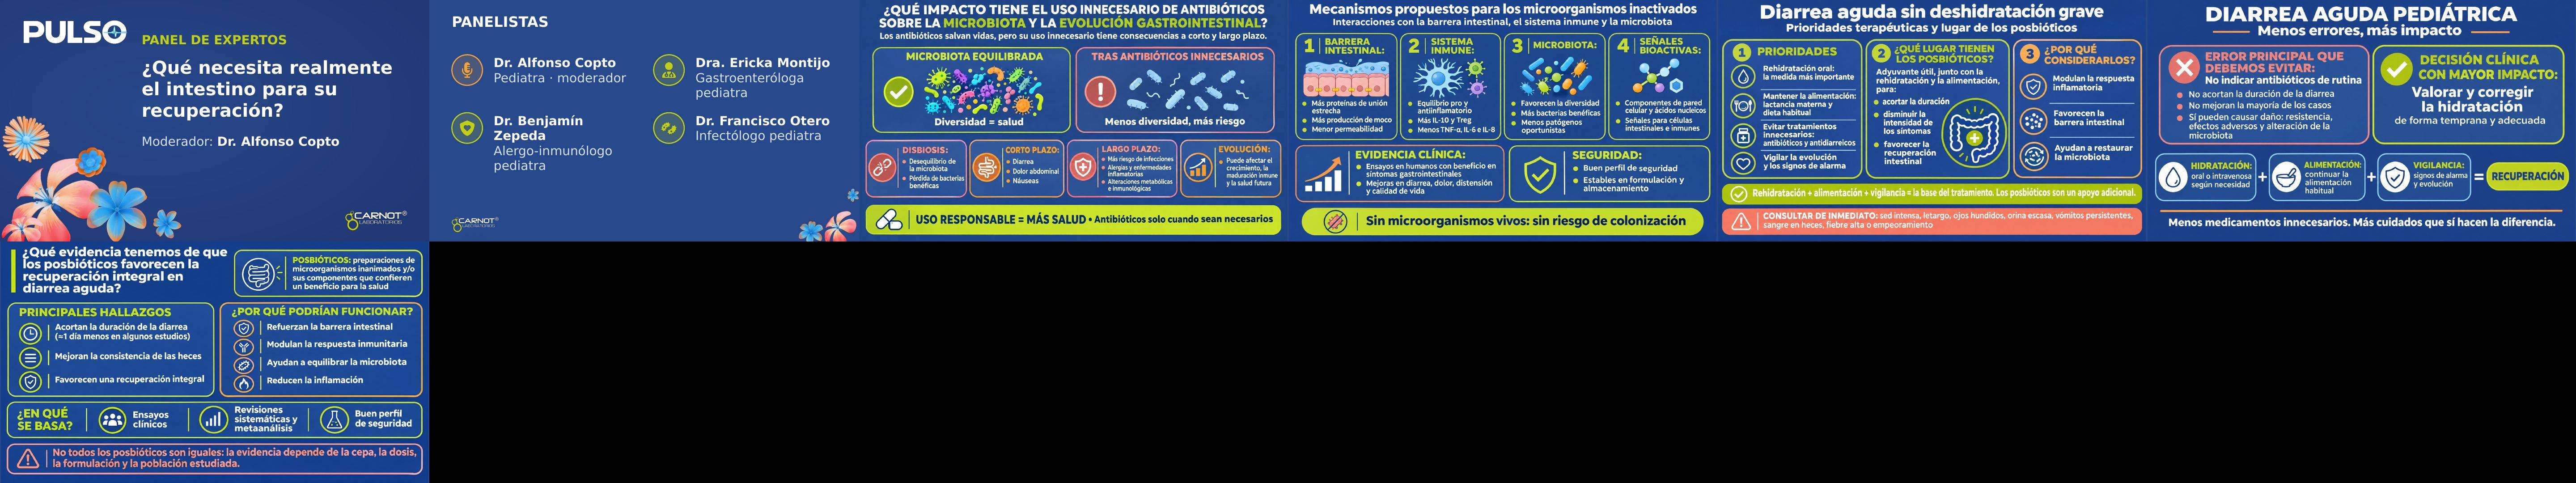 PULSO
PANEL DE EXPERTOS
¿Qué necesita realmente
el intestino para su
recuperación?
Moderador: Dr. Alfonso Copto
CARNOT®
LABORATORIOS
PANELISTAS
Dr. Alfonso Copto
Pediatra · moderador
Dra. Ericka Montijo
Gastroenteróloga
pediatra
Dr. Benjamín
Zepeda
Alergo-inmunólogo
pediatra
Dr. Francisco Otero
Infectólogo pediatra
CARNOT®
LABORATORIOS
¿QUÉ IMPACTO TIENE EL USO INNECESARIO DE ANTIBIÓTICOS
SOBRE LA MICROBIOTA Y LA EVOLUCIÓN GASTROINTESTINAL?
Los antibióticos salvan vidas, pero su uso innecesario tiene consecuencias a corto y largo plazo.
MICROBIOTA EQUILIBRADA
Diversidad = salud
TRAS ANTIBIÓTICOS INNECESARIOS
Menos diversidad, más riesgo
DISBIOSIS:
Desequilibrio de
la microbiota
Pérdida de bacterias
benéficas
CORTO PLAZO:
Diarrea
Dolor abdominal
Náuseas
LARGO PLAZO:
Más riesgo de infecciones
Alergias y enfermedades
inflamatorias
Alteraciones metabólicas
e inmunológicas
EVOLUCIÓN:
Puede afectar el
crecimiento, la
maduración inmune
y la salud futura
USO RESPONSABLE = MÁS SALUD • Antibióticos solo cuando sean necesarios
Mecanismos propuestos para los microorganismos inactivados
Interacciones con la barrera intestinal, el sistema inmune y la microbiota
1 BARRERA
INTESTINAL:
Más proteínas de unión
estrecha
Más producción de moco
Menor permeabilidad
2 SISTEMA
INMUNE:
Equilibrio pro y
antiinflamatorio
Más IL-10 y Treg
Menos TNF-α, IL-6 e IL-8
3 MICROBIOTA:
Favorecen la diversidad
Más bacterias benéficas
Menos patógenos
oportunistas
4 SEÑALES
BIOACTIVAS:
Componentes de pared
celular y ácidos nucleicos
Señales para células
intestinales e inmunes
EVIDENCIA CLÍNICA:
Ensayos en humanos con beneficio en
síntomas gastrointestinales
Mejoras en diarrea, dolor, distensión
y calidad de vida
SEGURIDAD:
Buen perfil de seguridad
Estables en formulación y
almacenamiento
Sin microorganismos vivos: sin riesgo de colonización
Diarrea aguda sin deshidratación grave
Prioridades terapéuticas y lugar de los posbióticos
1 PRIORIDADES
Rehidratación oral:
la medida más importante
Mantener la alimentación:
lactancia materna y
dieta habitual
Evitar tratamientos
innecesarios:
antibióticos y antidiarreicos
Vigilar la evolución
y los signos de alarma
2 ¿QUÉ LUGAR TIENEN
LOS POSBIÓTICOS?
Adyuvante útil, junto con la
rehidratación y la alimentación,
para:
acortar la duración
disminuir la
intensidad de
los síntomas
favorecer la
recuperación
intestinal
3 ¿POR QUÉ
CONSIDERARLOS?
Modulan la respuesta
inflamatoria
Favorecen la
barrera intestinal
Ayudan a restaurar
la microbiota
Rehidratación + alimentación + vigilancia = la base del tratamiento. Los posbióticos son un apoyo adicional.
CONSULTAR DE INMEDIATO: sed intensa, letargo, ojos hundidos, orina escasa, vómitos persistentes,
sangre en heces, fiebre alta o empeoramiento
DIARREA AGUDA PEDIÁTRICA
Menos errores, más impacto
ERROR PRINCIPAL QUE
DEBEMOS EVITAR:
No indicar antibióticos de rutina
No acortan la duración de la diarrea
No mejoran la mayoría de los casos
Sí pueden causar daño: resistencia,
efectos adversos y alteración de la
microbiota
DECISIÓN CLÍNICA
CON MAYOR IMPACTO:
Valorar y corregir
la hidratación
de forma temprana y adecuada
HIDRATACIÓN:
oral o intravenosa
según necesidad
+
ALIMENTACIÓN:
continuar la
alimentación
habitual
+
VIGILANCIA:
signos de alarma
y evolución
= RECUPERACIÓN
Menos medicamentos innecesarios. Más cuidados que sí hacen la diferencia.
¿Qué evidencia tenemos de que
los posbióticos favorecen la
recuperación integral en
diarrea aguda?
POSBIÓTICOS: preparaciones de
microorganismos inanimados y/o
sus componentes que confieren
un beneficio para la salud
PRINCIPALES HALLAZGOS
Acortan la duración de la diarrea
(≈1 día menos en algunos estudios)
Mejoran la consistencia de las heces
Favorecen una recuperación integral
¿POR QUÉ PODRÍAN FUNCIONAR?
Refuerzan la barrera intestinal
Modulan la respuesta inmunitaria
Ayudan a equilibrar la microbiota
Reducen la inflamación
¿EN QUÉ
SE BASA?
Ensayos
clínicos
Revisiones
sistemáticas y
metaanálisis
Buen perfil
de seguridad
No todos los posbióticos son iguales: la evidencia depende de la cepa, la dosis,
la formulación y la población estudiada.